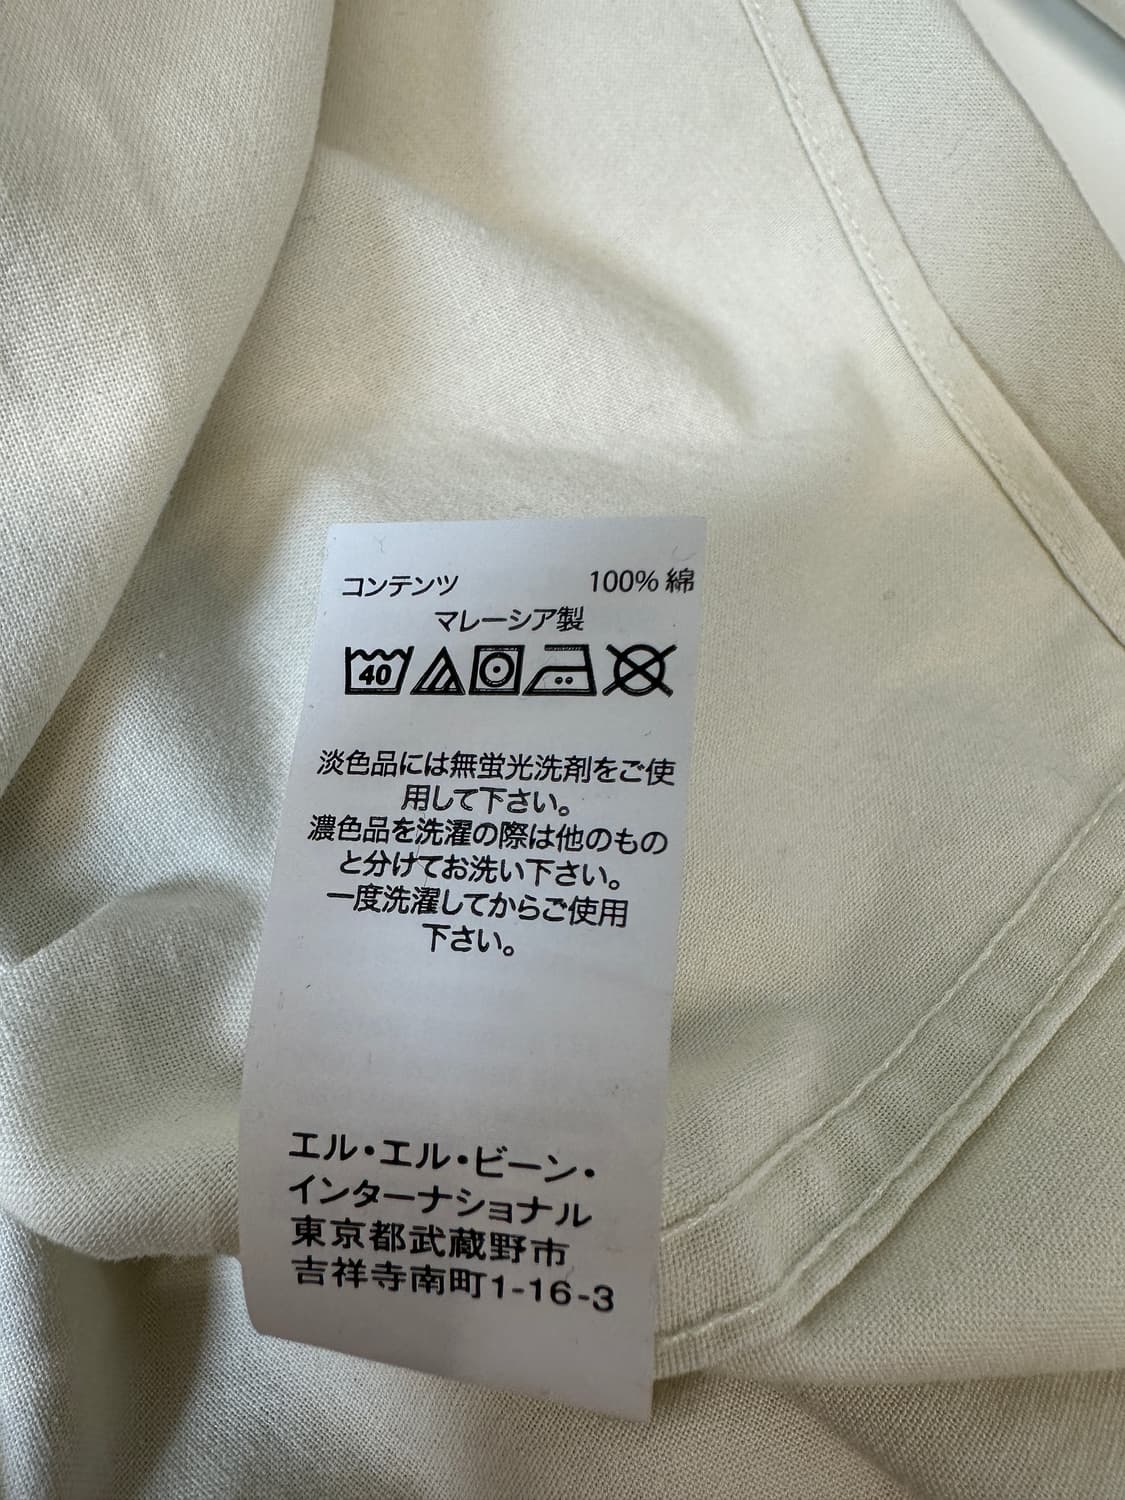 コンテンツ 100% 綿
マレーシア製
40
淡色品には無蛍光洗剤をご使
用して下さい。
濃色品を洗濯の際は他のもの
と分けてお洗い下さい。
一度洗濯してからご使用
下さい。
エル・エル・ビーン・
インターナショナル
東京都武蔵野市
吉祥寺南町1-16-3